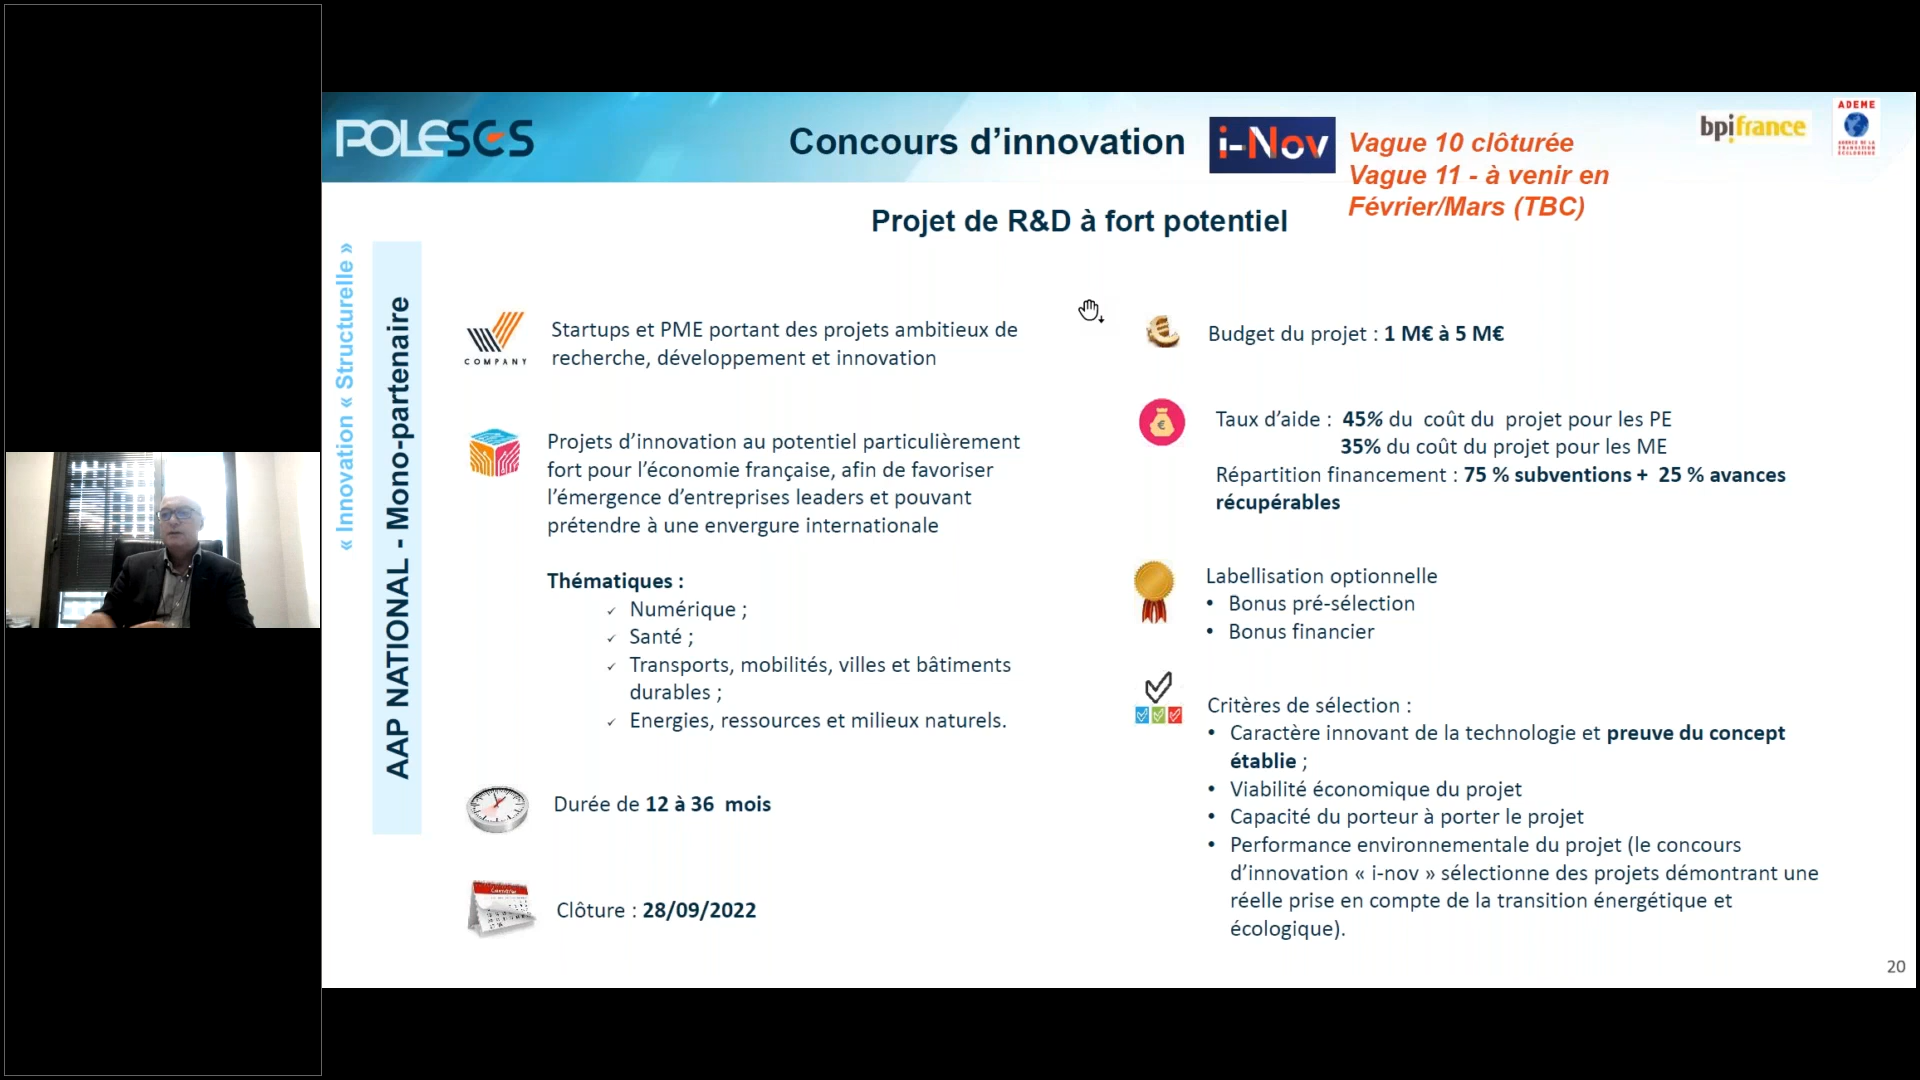 POLESCS
Concours d’innovation
i-Nov
Vague 10 clôturée
Vague 11 - à venir en
Février/Mars (TBC)
bpifrance
ADEME
AGENCE DE LA
TRANSITION
ÉCOLOGIQUE
Projet de R&D à fort potentiel
« Innovation « Structurelle »
AAP NATIONAL - Mono-partenaire
COMPANY
Startups et PME portant des projets ambitieux de
recherche, développement et innovation
Projets d’innovation au potentiel particulièrement
fort pour l’économie française, afin de favoriser
l’émergence d’entreprises leaders et pouvant
prétendre à une envergure internationale
Thématiques :
✓ Numérique ;
✓ Santé ;
✓ Transports, mobilités, villes et bâtiments
durables ;
✓ Energies, ressources et milieux naturels.
Durée de 12 à 36 mois
Clôture : 28/09/2022
Budget du projet : 1 M€ à 5 M€
Taux d’aide : 45% du coût du projet pour les PE
35% du coût du projet pour les ME
Répartition financement : 75 % subventions + 25 % avances
récupérables
Labellisation optionnelle
• Bonus pré-sélection
• Bonus financier
Critères de sélection :
• Caractère innovant de la technologie et preuve du concept
établie ;
• Viabilité économique du projet
• Capacité du porteur à porter le projet
• Performance environnementale du projet (le concours
d’innovation « i-nov » sélectionne des projets démontrant une
réelle prise en compte de la transition énergétique et
écologique).
20